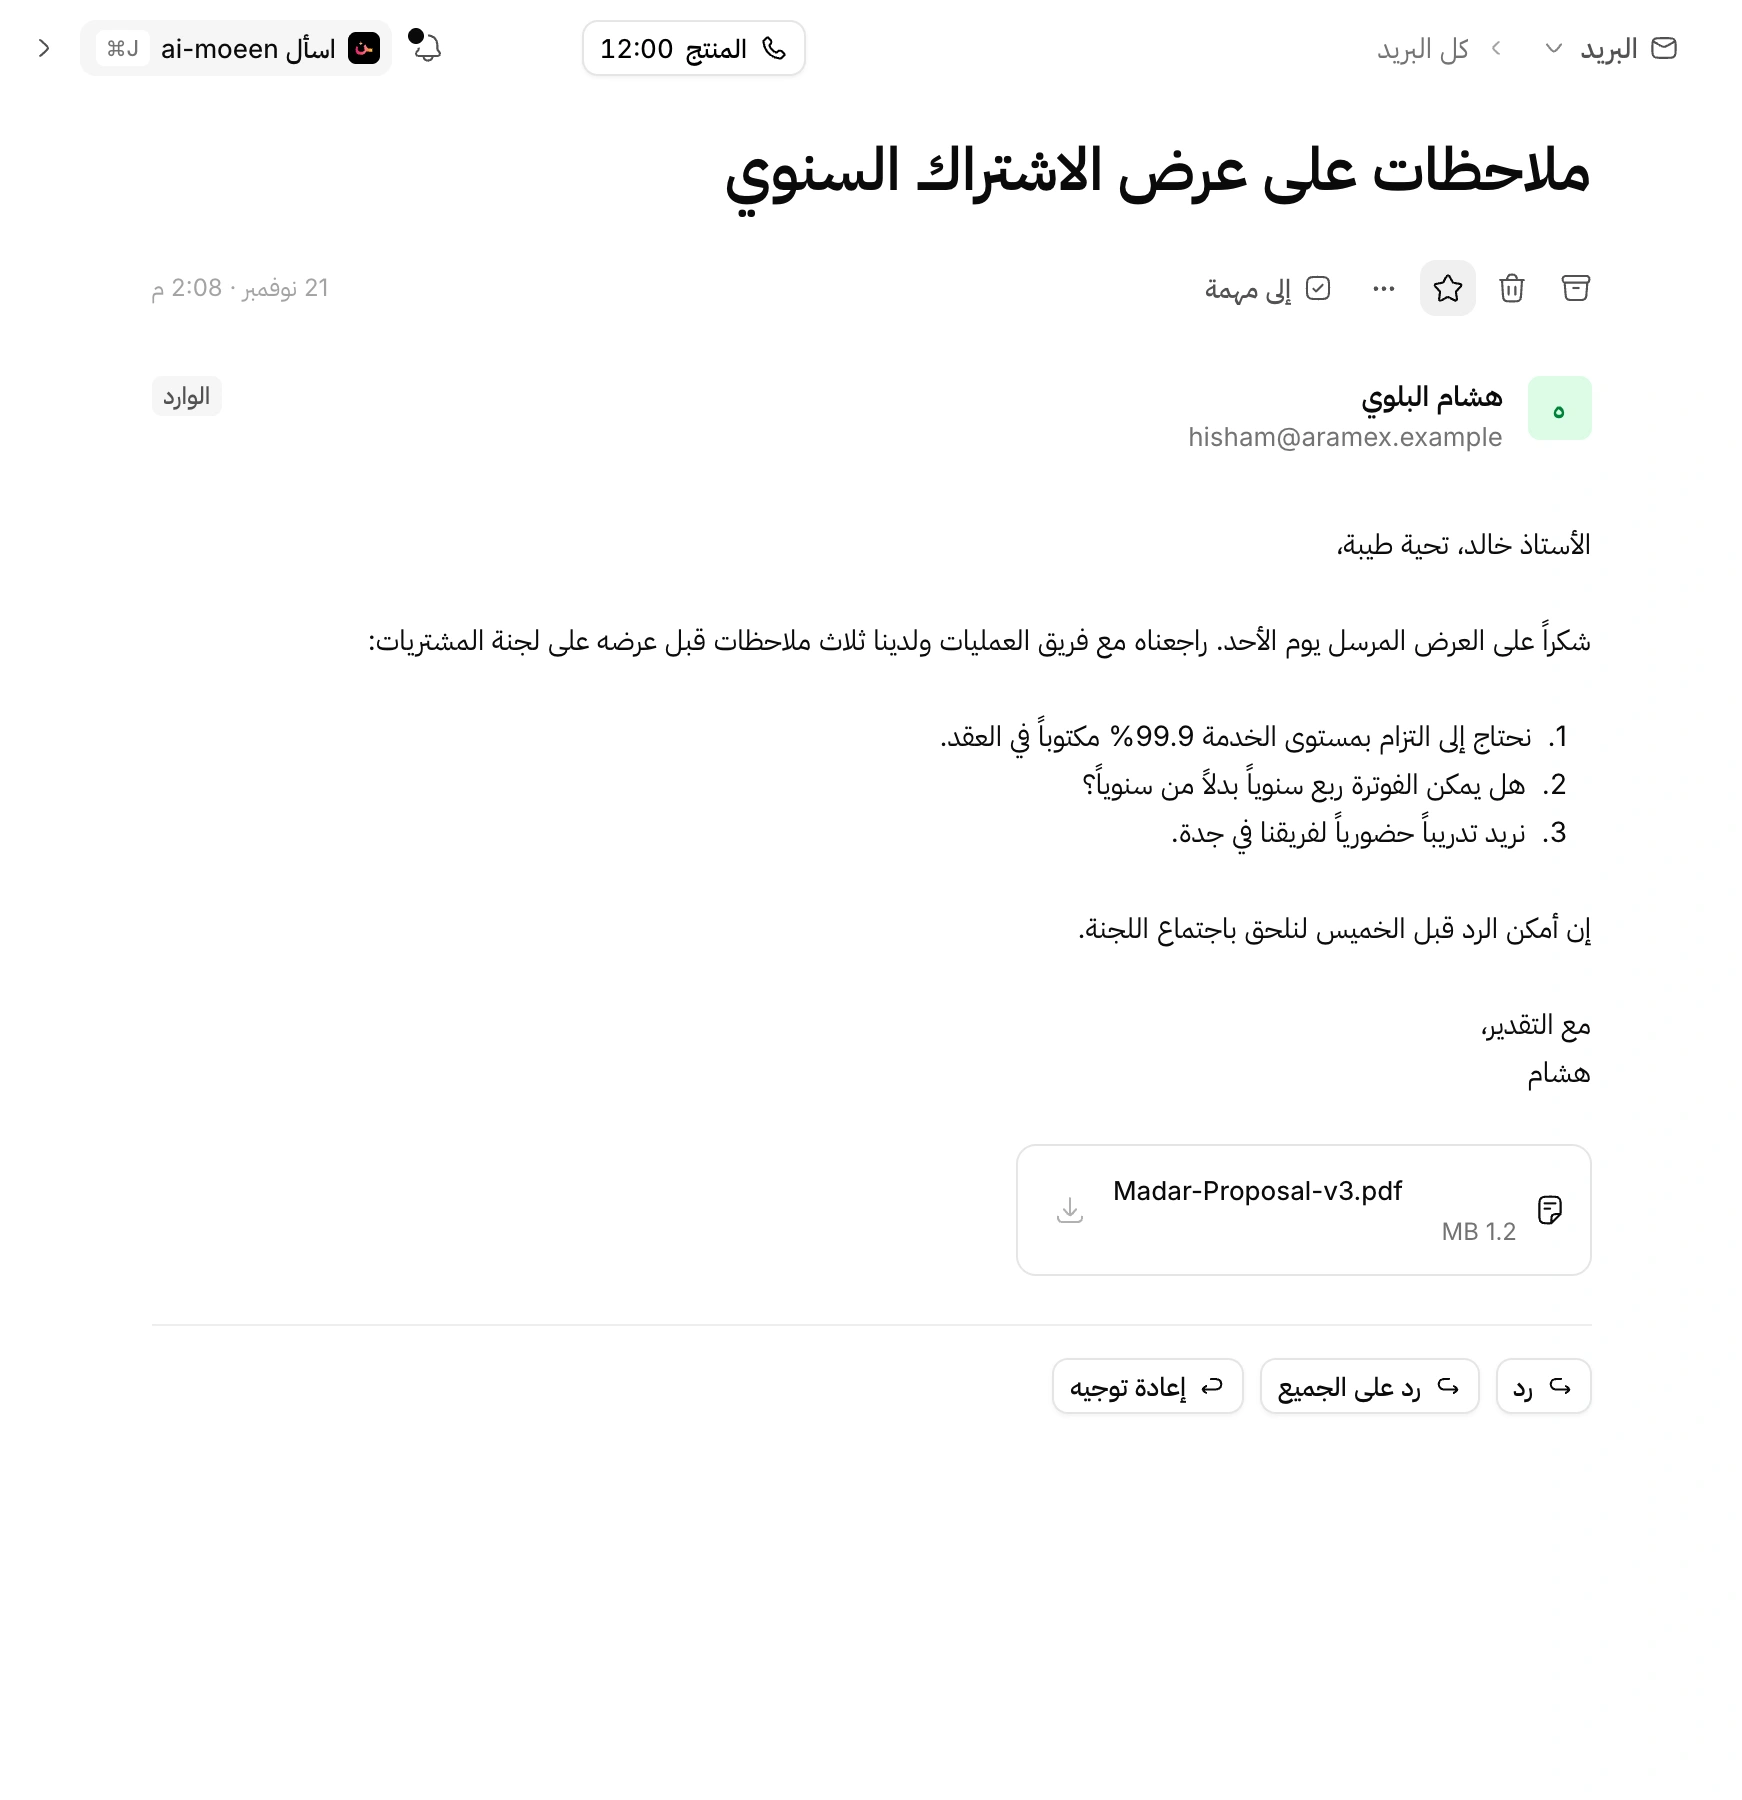 البريد
كل البريد
المنتج 12:00
اسأل ai-moeen
⌘J
ملاحظات على عرض الاشتراك السنوي
إلى مهمة
21 نوفمبر · 2:08 م
ه
هشام البلوي
hisham@aramex.example
الوارد
الأستاذ خالد، تحية طيبة،
شكراً على العرض المرسل يوم الأحد. راجعناه مع فريق العمليات ولدينا ثلاث ملاحظات قبل عرضه على لجنة المشتريات:
1. نحتاج إلى التزام بمستوى الخدمة 99.9% مكتوباً في العقد.
2. هل يمكن الفوترة ربع سنوياً بدلاً من سنوياً؟
3. نريد تدريباً حضورياً لفريقنا في جدة.
إن أمكن الرد قبل الخميس لنلحق باجتماع اللجنة.
مع التقدير،
هشام
Madar-Proposal-v3.pdf
1.2 MB
رد
رد على الجميع
إعادة توجيه